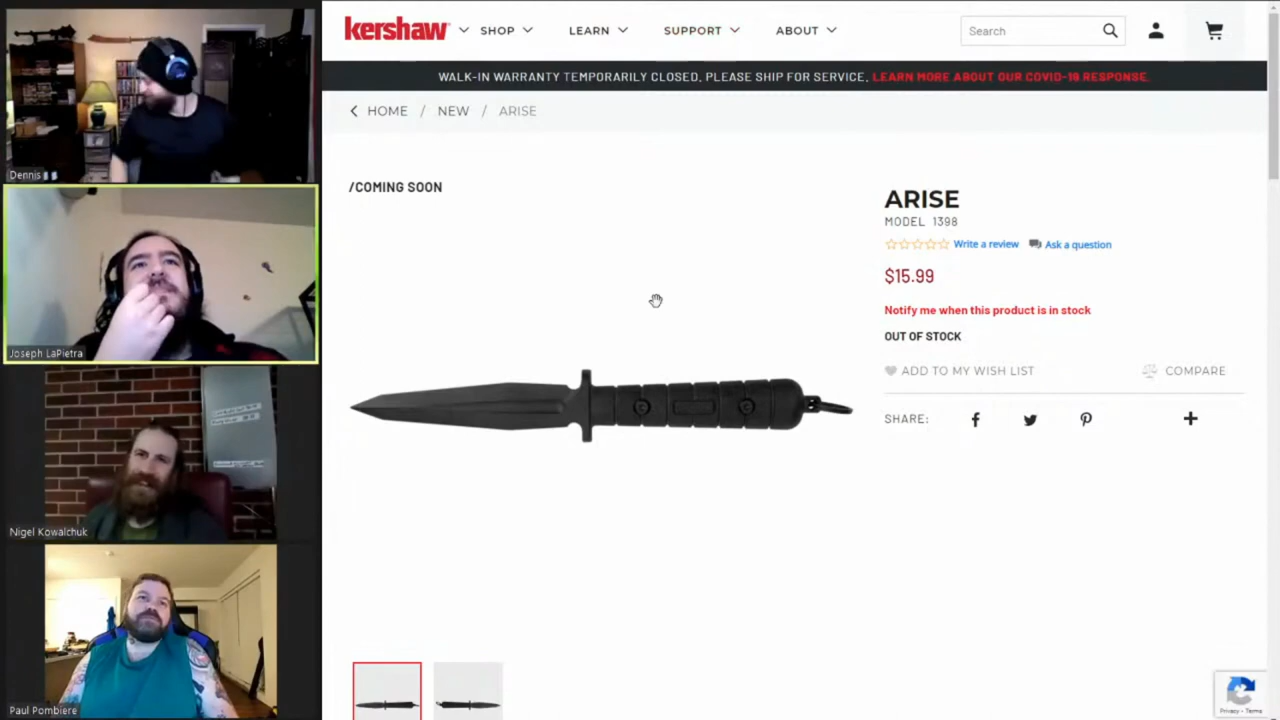 Dennis
Joseph LaPietra
Nigel Kowalchuk
Paul Pombiere
kershaw
SHOP
LEARN
SUPPORT
ABOUT
Search
WALK-IN WARRANTY TEMPORARILY CLOSED. PLEASE SHIP FOR SERVICE. LEARN MORE ABOUT OUR COVID-19 RESPONSE.
HOME / NEW / ARISE
/COMING SOON
ARISE
MODEL 1398
Write a review
Ask a question
$15.99
Notify me when this product is in stock
OUT OF STOCK
ADD TO MY WISH LIST
COMPARE
SHARE:
Privacy - Terms